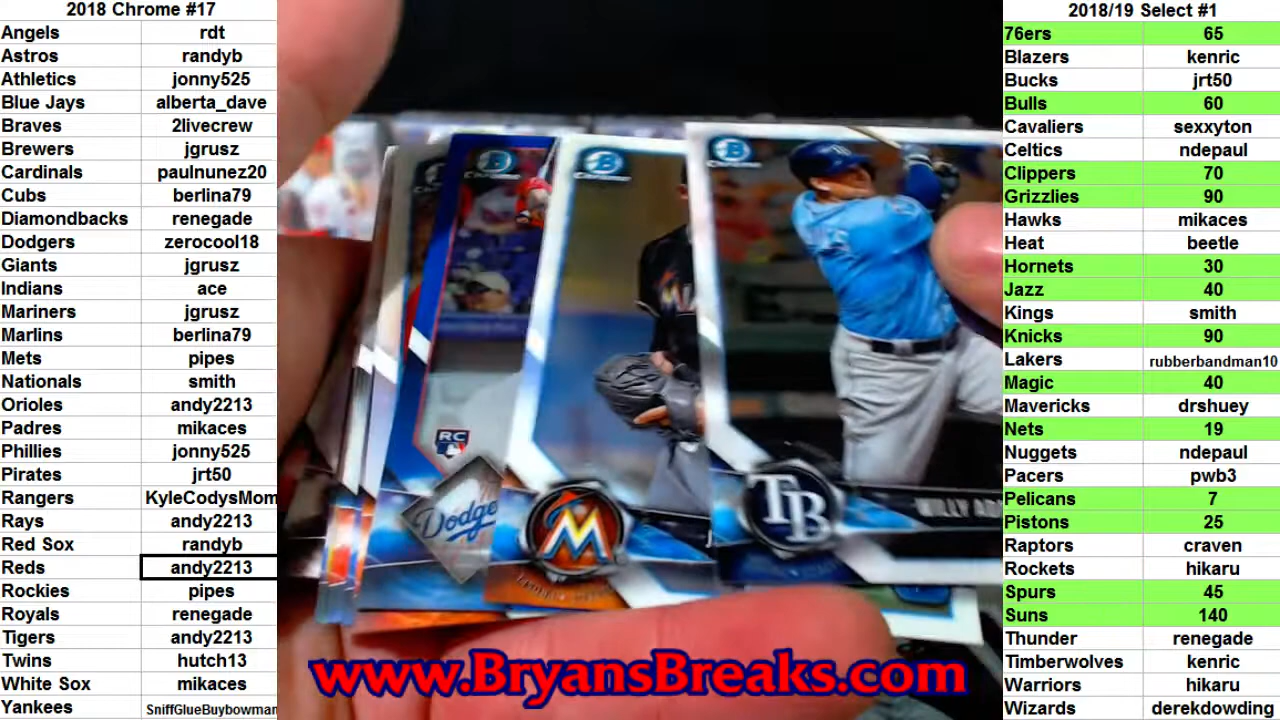 2018 Chrome #17
Angels rdt
Astros randyb
Athletics jonny525
Blue Jays alberta_dave
Braves 2livecrew
Brewers jgrusz
Cardinals paulnunez20
Cubs berlina79
Diamondbacks renegade
Dodgers zerocool18
Giants jgrusz
Indians ace
Mariners jgrusz
Marlins berlina79
Mets pipes
Nationals smith
Orioles andy2213
Padres mikaces
Phillies jonny525
Pirates jrt50
Rangers KyleCodysMom
Rays andy2213
Red Sox randyb
Reds andy2213
Rockies pipes
Royals renegade
Tigers andy2213
Twins hutch13
White Sox mikaces
Yankees SniffGlueBuybowman
B Chrome
B Chrome
B Chrome
RC
Dodge
M
TB
WILLY
www.BryansBreaks.com
2018/19 Select #1
76ers 65
Blazers kenric
Bucks jrt50
Bulls 60
Cavaliers sexxyton
Celtics ndepaul
Clippers 70
Grizzlies 90
Hawks mikaces
Heat beetle
Hornets 30
Jazz 40
Kings smith
Knicks 90
Lakers rubberbandman10
Magic 40
Mavericks drshuey
Nets 19
Nuggets ndepaul
Pacers pwb3
Pelicans 7
Pistons 25
Raptors craven
Rockets hikaru
Spurs 45
Suns 140
Thunder renegade
Timberwolves kenric
Warriors hikaru
Wizards derekdowding